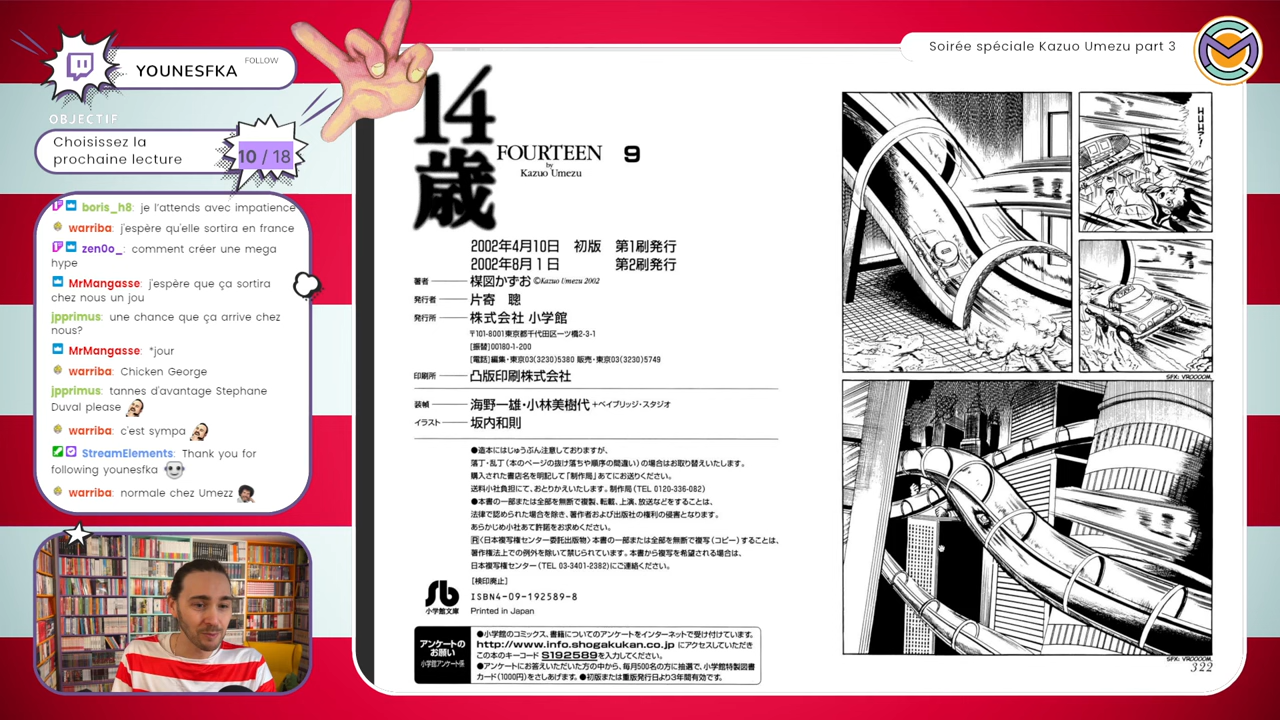 YOUNESFKA
FOLLOW
OBJECTIF
Choisissez la
prochaine lecture
10 / 18
boris_h8: je l'attends avec impatience
warriba: j'espère qu'elle sortira en france
zen0o_: comment créer une mega
hype
MrMangasse: j'espère que ça sortira
chez nous un jou
jpprimus: une chance que ça arrive chez
nous?
MrMangasse: *jour
warriba: Chicken George
jpprimus: tannes d'avantage Stephane
Duval please
warriba: c'est sympa
StreamElements: Thank you for
following younesfka
warriba: normale chez Umezz
Soirée spéciale Kazuo Umezu part 3
14歳
FOURTEEN 9
by
Kazuo Umezu
2002年4月10日 初版 第1刷発行
2002年8月1日 第2刷発行
著者 楳図かずお ©Kazuo Umezu 2002
発行者 片寄 聰
発行所 株式会社 小学館
〒101-8001東京都千代田区一ツ橋2-3-1
[振替]00180-1-200
[電話]編集・東京03(3230)5380 販売・東京03(3230)5749
印刷所 凸版印刷株式会社
装幀 海野一雄・小林美樹代+ベイブリッジ・スタジオ
イラスト 坂内和則
●造本にはじゅうぶん注意しておりますが、
落丁・乱丁(本のページの抜け落ちや順序の間違い)の場合はお取り替えいたします。
購入された書店名を明記して「制作局」あてにお送りください。
送料小社負担にて、おとりかえいたします。制作局(TEL 0120-336-082)
●本書の一部または全部を無断で複製、転載、上演、放送などをすることは、
法律で認められた場合を除き、著作者および出版社の権利の侵害となります。
あらかじめ小社あて許諾をお求めください。
R〈日本複写権センター委託出版物〉本書の一部または全部を無断で複写(コピー)することは、
著作権法上での例外を除いて禁じられています。本書から複写を希望される場合は、
日本複写権センター(TEL 03-3401-2382)にご連絡ください。
[検印廃止]
ISBN4-09-192589-8
Printed in Japan
小学館文庫
アンケートの
お願い
小学館アンケート係
●小学館のコミックス、書籍についてのアンケートをインターネットで受け付けています。
http://www.info.shogakukan.co.jp にアクセスしていただき
この本のキーコード S192589を入力してください。
●アンケートにお答えいただいた方の中から、毎月500名の方に抽選で、小学館特製図書
カード(1000円)をさしあげます。●初版または重版発行日より3年間有効です。
HUH?!
SFX: VROOOOM.
SFX: VROOOOM.
322